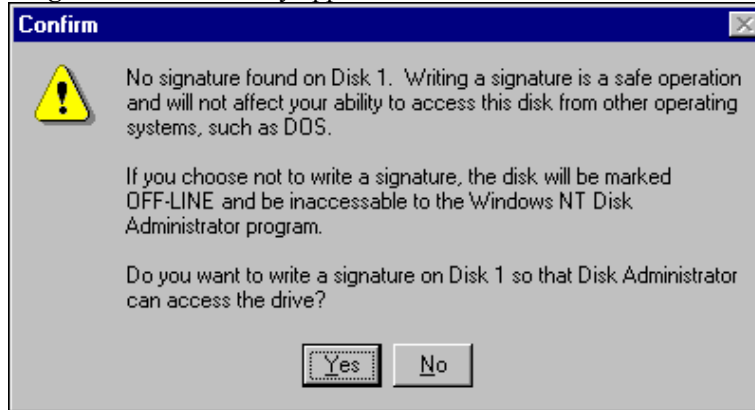 Confirm
No signature found on Disk 1. Writing a signature is a safe operation
and will not affect your ability to access this disk from other operating
systems, such as DOS.
If you choose not to write a signature, the disk will be marked
OFF-LINE and be inaccessable to the Windows NT Disk
Administrator program.
Do you want to write a signature on Disk 1 so that Disk Administrator
can access the drive?
Yes No